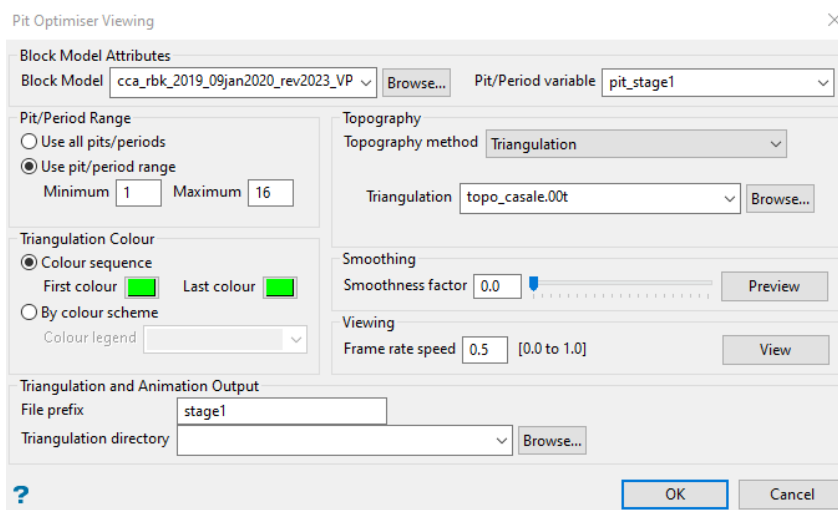 Pit Optimiser Viewing
Block Model Attributes
Block Model cca_rbk_2019_09jan2020_rev2023_VP Browse... Pit/Period variable pit_stage1
Pit/Period Range
Use all pits/periods
Use pit/period range
Minimum 1 Maximum 16
Topography
Topography method Triangulation
Triangulation topo_casale.00t Browse...
Triangulation Colour
Colour sequence
First colour Last colour
By colour scheme
Colour legend
Smoothing
Smoothness factor 0.0 Preview
Viewing
Frame rate speed 0.5 [0.0 to 1.0] View
Triangulation and Animation Output
File prefix stage1
Triangulation directory Browse...
? OK Cancel